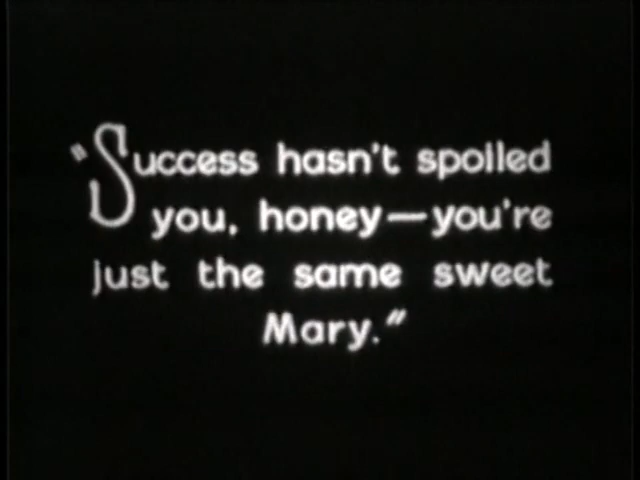 "Success hasn't spoiled
you, honey—you're
just the same sweet
Mary."